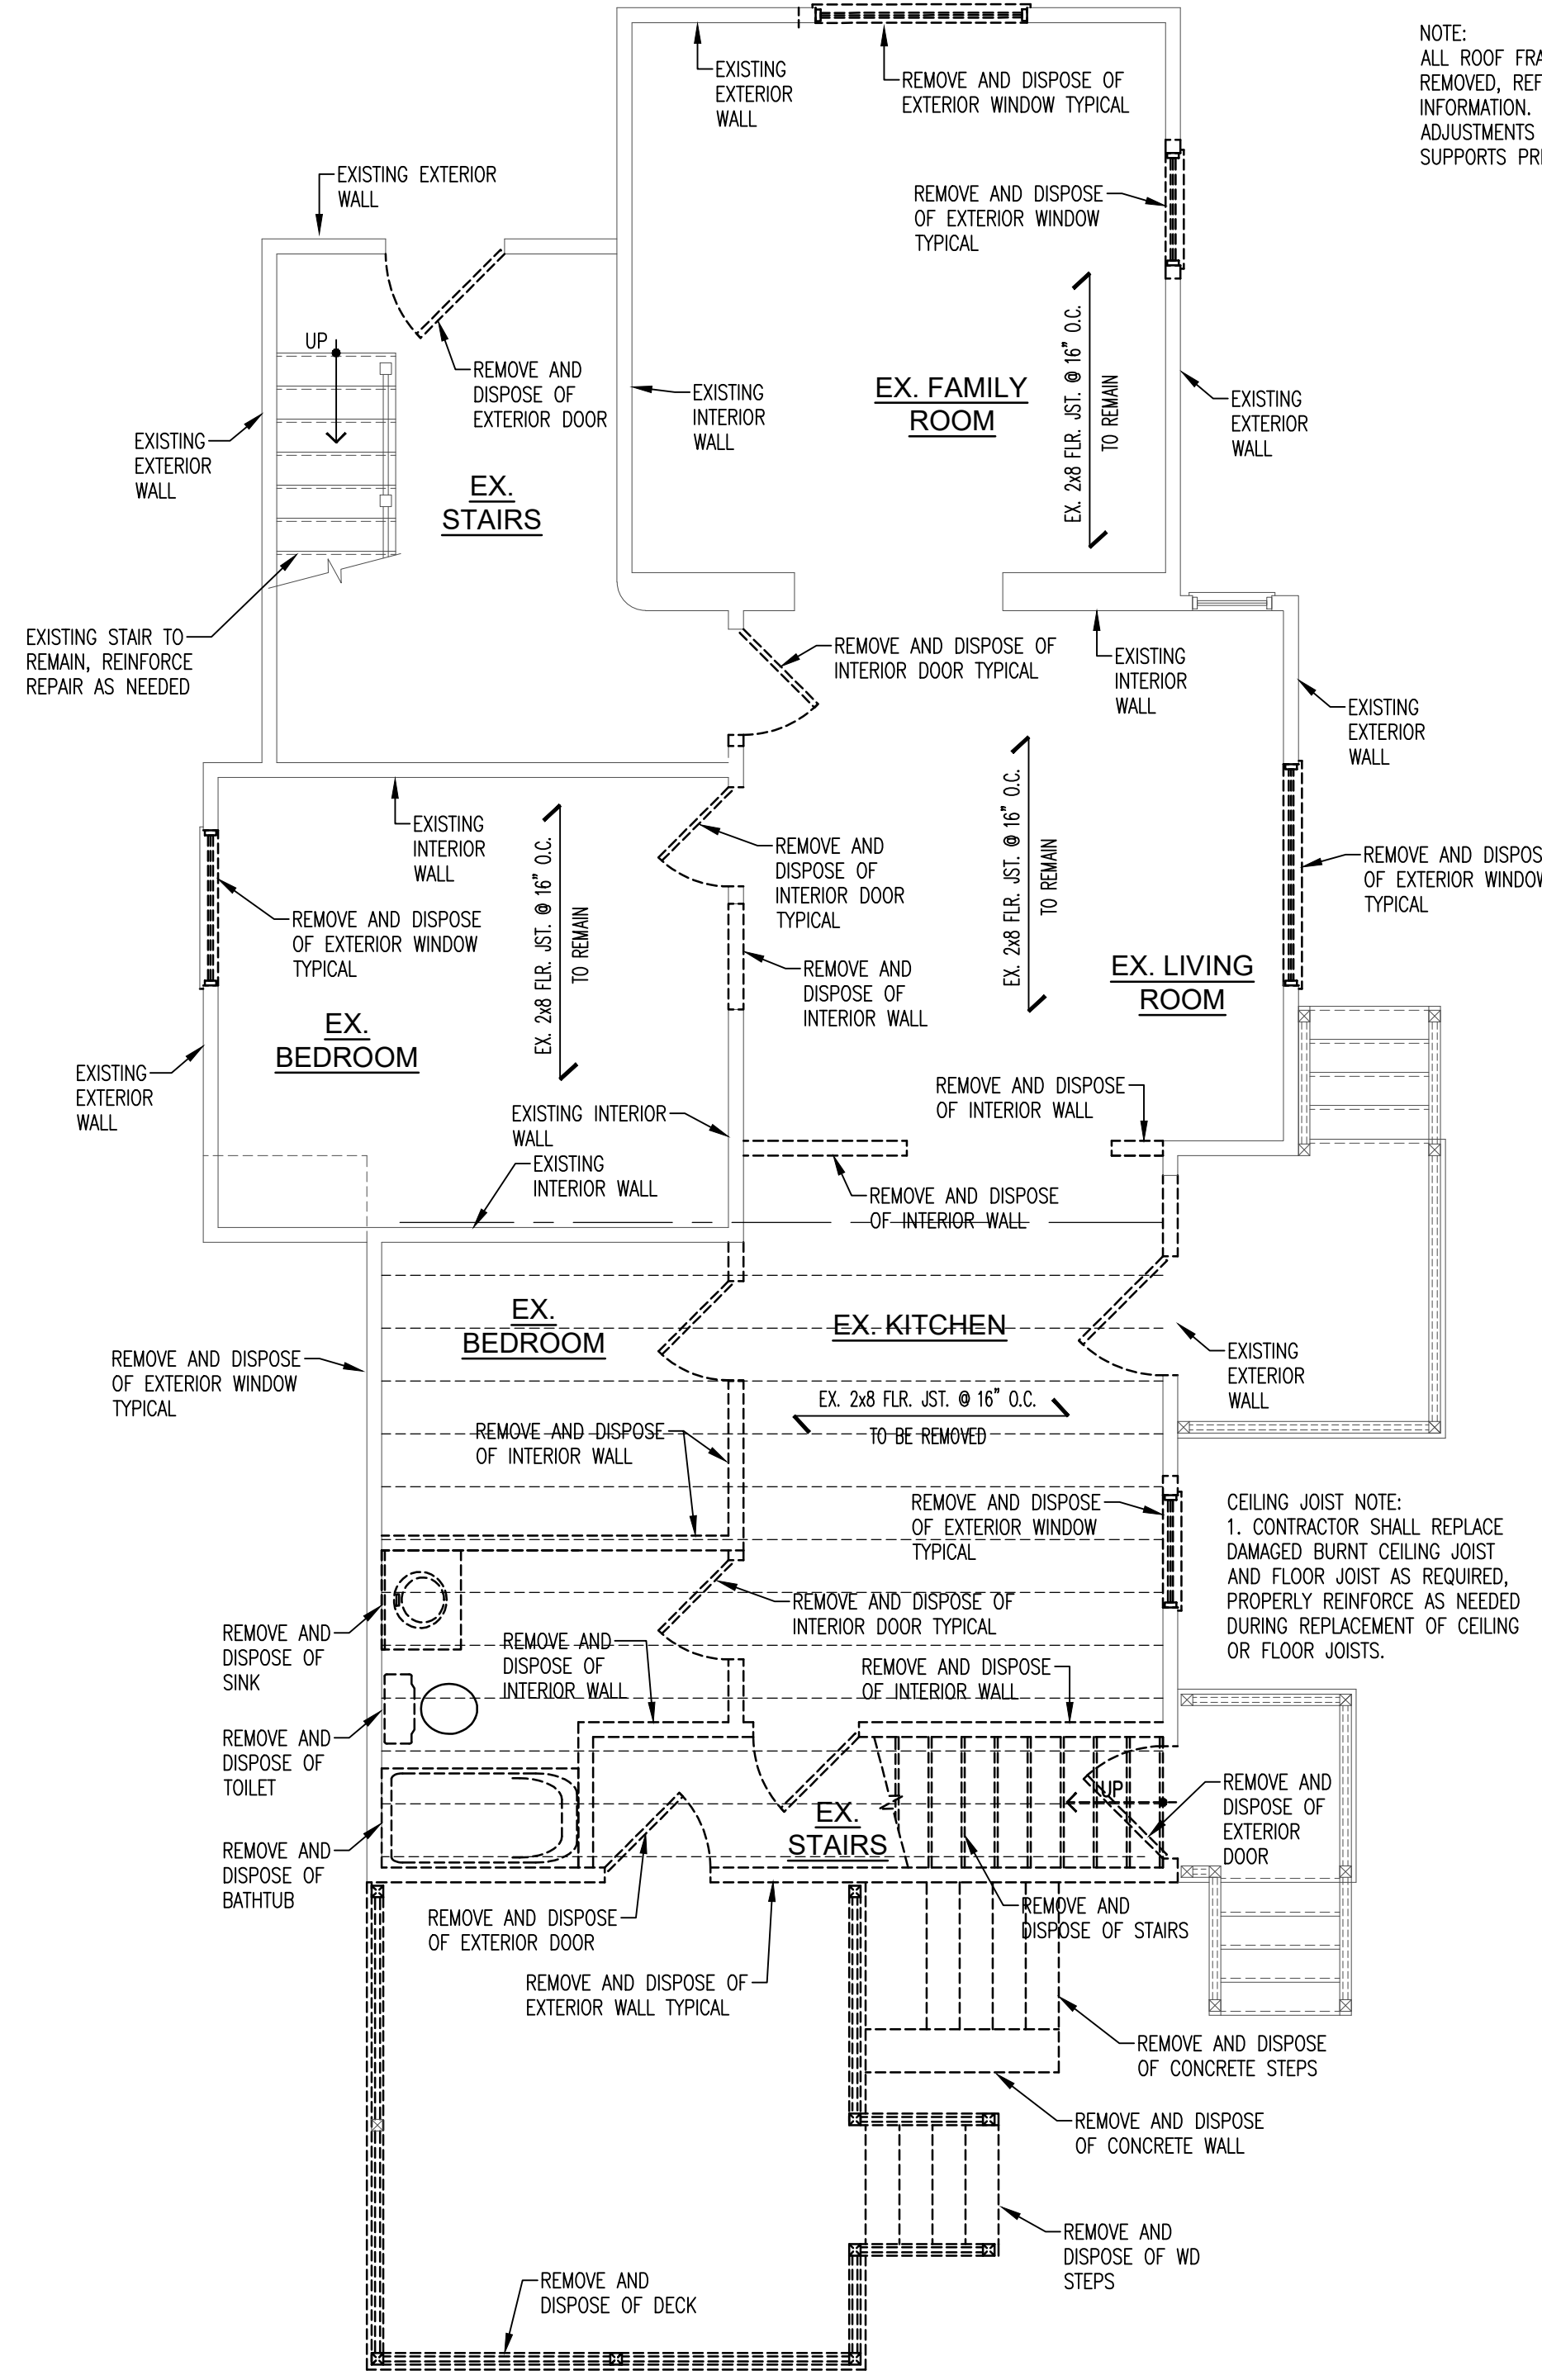 NOTE:
ALL ROOF FRA
REMOVED, REF
INFORMATION.
ADJUSTMENTS
SUPPORTS PR
EXISTING
EXTERIOR
WALL
REMOVE AND DISPOSE OF
EXTERIOR WINDOW TYPICAL
EXISTING EXTERIOR
WALL
REMOVE AND DISPOSE
OF EXTERIOR WINDOW
TYPICAL
UP
REMOVE AND
DISPOSE OF
EXTERIOR DOOR
EXISTING
INTERIOR
WALL
EX. FAMILY
ROOM
EX. 2x8 FLR. JST. @ 16" O.C.
TO REMAIN
EXISTING
EXTERIOR
WALL
EXISTING
EXTERIOR
WALL
EX.
STAIRS
EXISTING STAIR TO
REMAIN, REINFORCE
REPAIR AS NEEDED
REMOVE AND DISPOSE OF
INTERIOR DOOR TYPICAL
EXISTING
INTERIOR
WALL
EXISTING
EXTERIOR
WALL
EXISTING
INTERIOR
WALL
EX. 2x8 FLR. JST. @ 16" O.C.
TO REMAIN
REMOVE AND
DISPOSE OF
INTERIOR DOOR
TYPICAL
EX. 2x8 FLR. JST. @ 16" O.C.
TO REMAIN
REMOVE AND DISPOS
OF EXTERIOR WINDOW
TYPICAL
REMOVE AND DISPOSE
OF EXTERIOR WINDOW
TYPICAL
REMOVE AND
DISPOSE OF
INTERIOR WALL
EX. LIVING
ROOM
EX.
BEDROOM
EXISTING
EXTERIOR
WALL
REMOVE AND DISPOSE
OF INTERIOR WALL
EXISTING INTERIOR
WALL
EXISTING
INTERIOR WALL
REMOVE AND DISPOSE
OF INTERIOR WALL
EX.
BEDROOM
EX. KITCHEN
REMOVE AND DISPOSE
OF EXTERIOR WINDOW
TYPICAL
EXISTING
EXTERIOR
WALL
EX. 2x8 FLR. JST. @ 16" O.C.
TO BE REMOVED
REMOVE AND DISPOSE
OF INTERIOR WALL
REMOVE AND DISPOSE
OF EXTERIOR WINDOW
TYPICAL
CEILING JOIST NOTE:
1. CONTRACTOR SHALL REPLACE
DAMAGED BURNT CEILING JOIST
AND FLOOR JOIST AS REQUIRED,
PROPERLY REINFORCE AS NEEDED
DURING REPLACEMENT OF CEILING
OR FLOOR JOISTS.
REMOVE AND DISPOSE OF
INTERIOR DOOR TYPICAL
REMOVE AND
DISPOSE OF
SINK
REMOVE AND
DISPOSE OF
INTERIOR WALL
REMOVE AND DISPOSE
OF INTERIOR WALL
REMOVE AND
DISPOSE OF
TOILET
UP
REMOVE AND
DISPOSE OF
EXTERIOR
DOOR
EX.
STAIRS
REMOVE AND
DISPOSE OF
BATHTUB
REMOVE AND DISPOSE
OF EXTERIOR DOOR
REMOVE AND
DISPOSE OF STAIRS
REMOVE AND DISPOSE OF
EXTERIOR WALL TYPICAL
REMOVE AND DISPOSE
OF CONCRETE STEPS
REMOVE AND DISPOSE
OF CONCRETE WALL
REMOVE AND
DISPOSE OF WD
STEPS
REMOVE AND
DISPOSE OF DECK